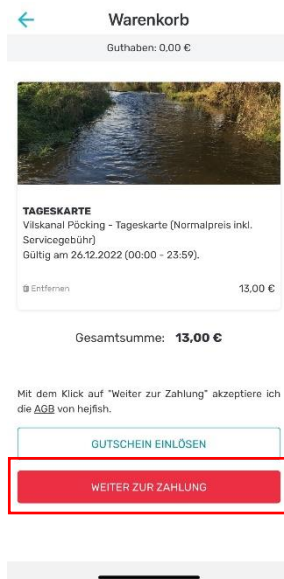 Warenkorb
Guthaben: 0,00 €
TAGESKARTE
Vilskanal Pöcking - Tageskarte (Normalpreis inkl.
Servicegebühr)
Gültig am 26.12.2022 (00:00 - 23:59).
Entfernen 13,00 €
Gesamtsumme: 13,00 €
Mit dem Klick auf "Weiter zur Zahlung" akzeptiere ich
die AGB von hejfish.
GUTSCHEIN EINLÖSEN
WEITER ZUR ZAHLUNG